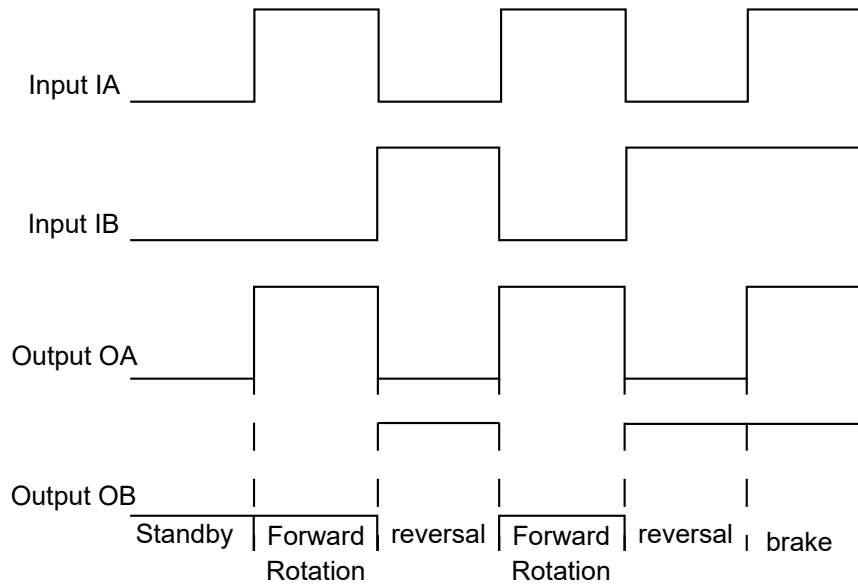 Input IA
Input IB
Output OA
Output OB
Standby Forward reversal Forward reversal brake
Rotation Rotation